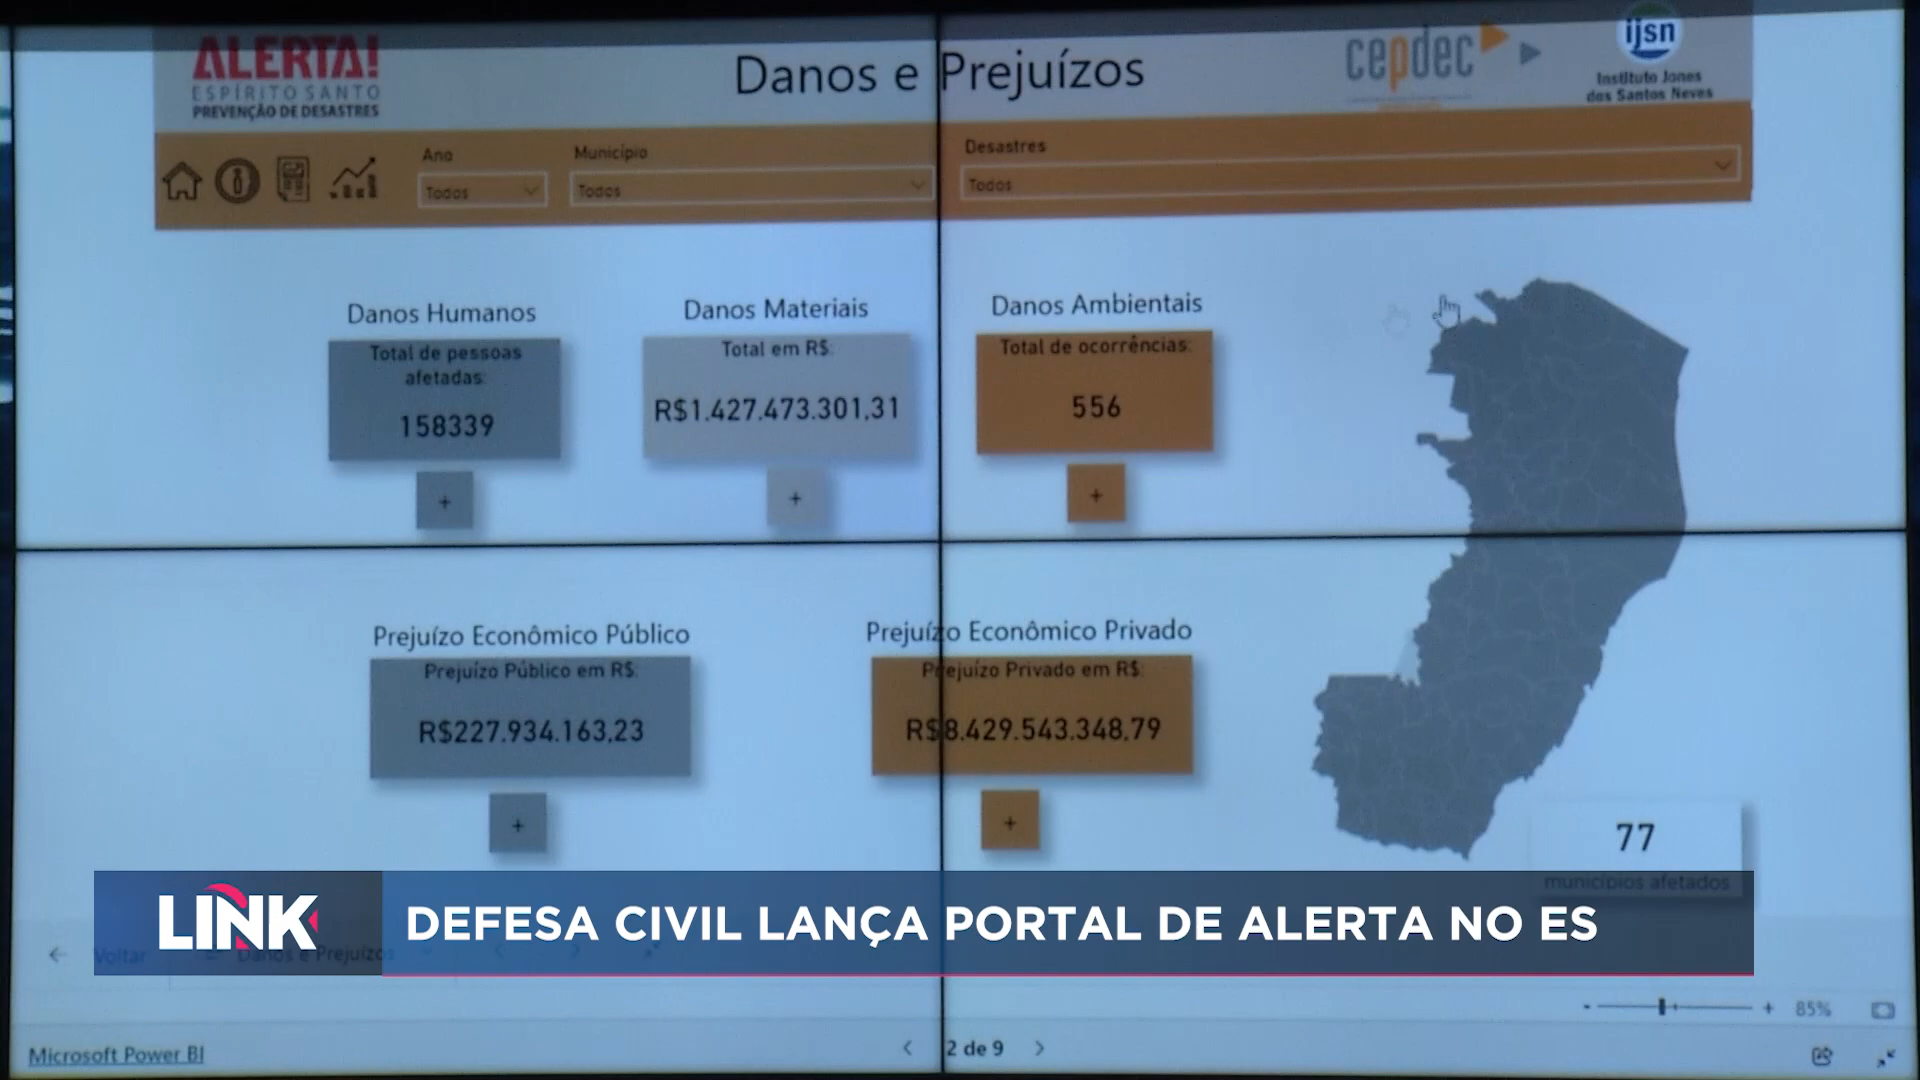 ALERTA!
ESPÍRITO SANTO
PREVENÇÃO DE DESASTRES
Danos e Prejuízos
cepdec
ijsn
Instituto Jones
dos Santos Neves
Ano
Todos
Município
Todos
Desastres
Todos
Danos Humanos
Total de pessoas
afetadas:
158339
+
Danos Materiais
Total em R$:
R$1.427.473.301,31
+
Danos Ambientais
Total de ocorrências:
556
+
Prejuízo Econômico Público
Prejuízo Público em R$:
R$227.934.163,23
+
Prejuízo Econômico Privado
Prejuízo Privado em R$:
R$8.429.543.348,79
+
77
municípios afetados
LINK
DEFESA CIVIL LANÇA PORTAL DE ALERTA NO ES
Voltar
Danos e Prejuízos
- + 85%
Microsoft Power BI
2 de 9